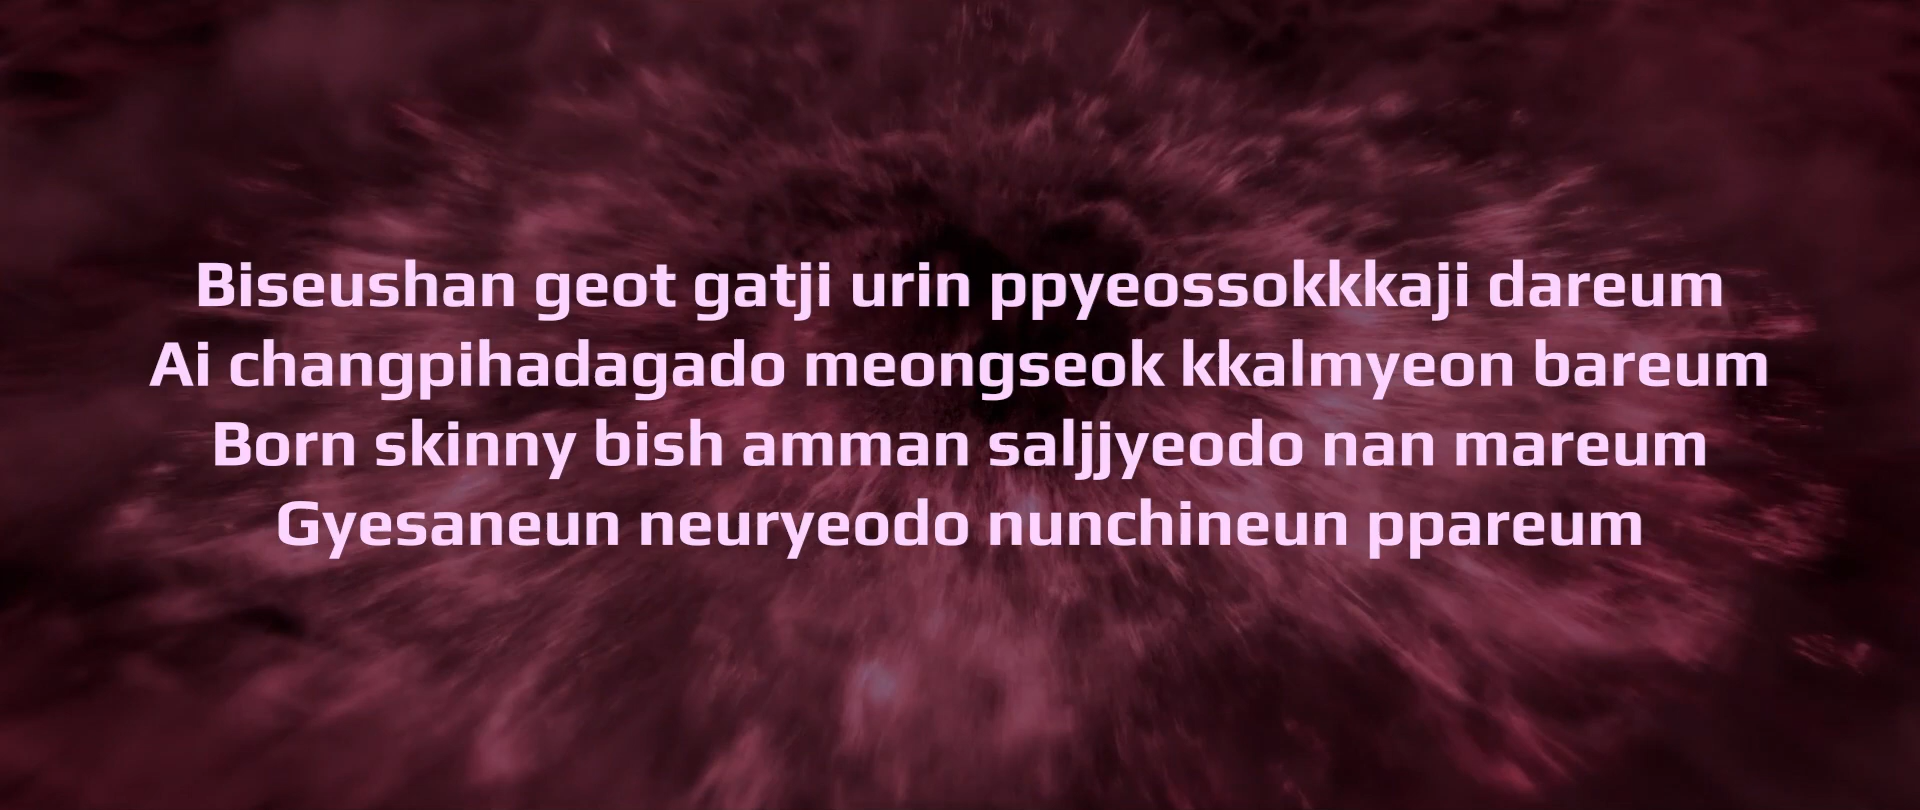 Biseushan geot gatji urin ppyeossokkkaji dareum
Ai changpihadagado meongseok kkalmyeon bareum
Born skinny bish amman saljjyeodo nan mareum
Gyesaneun neuryeodo nunchineun ppareum